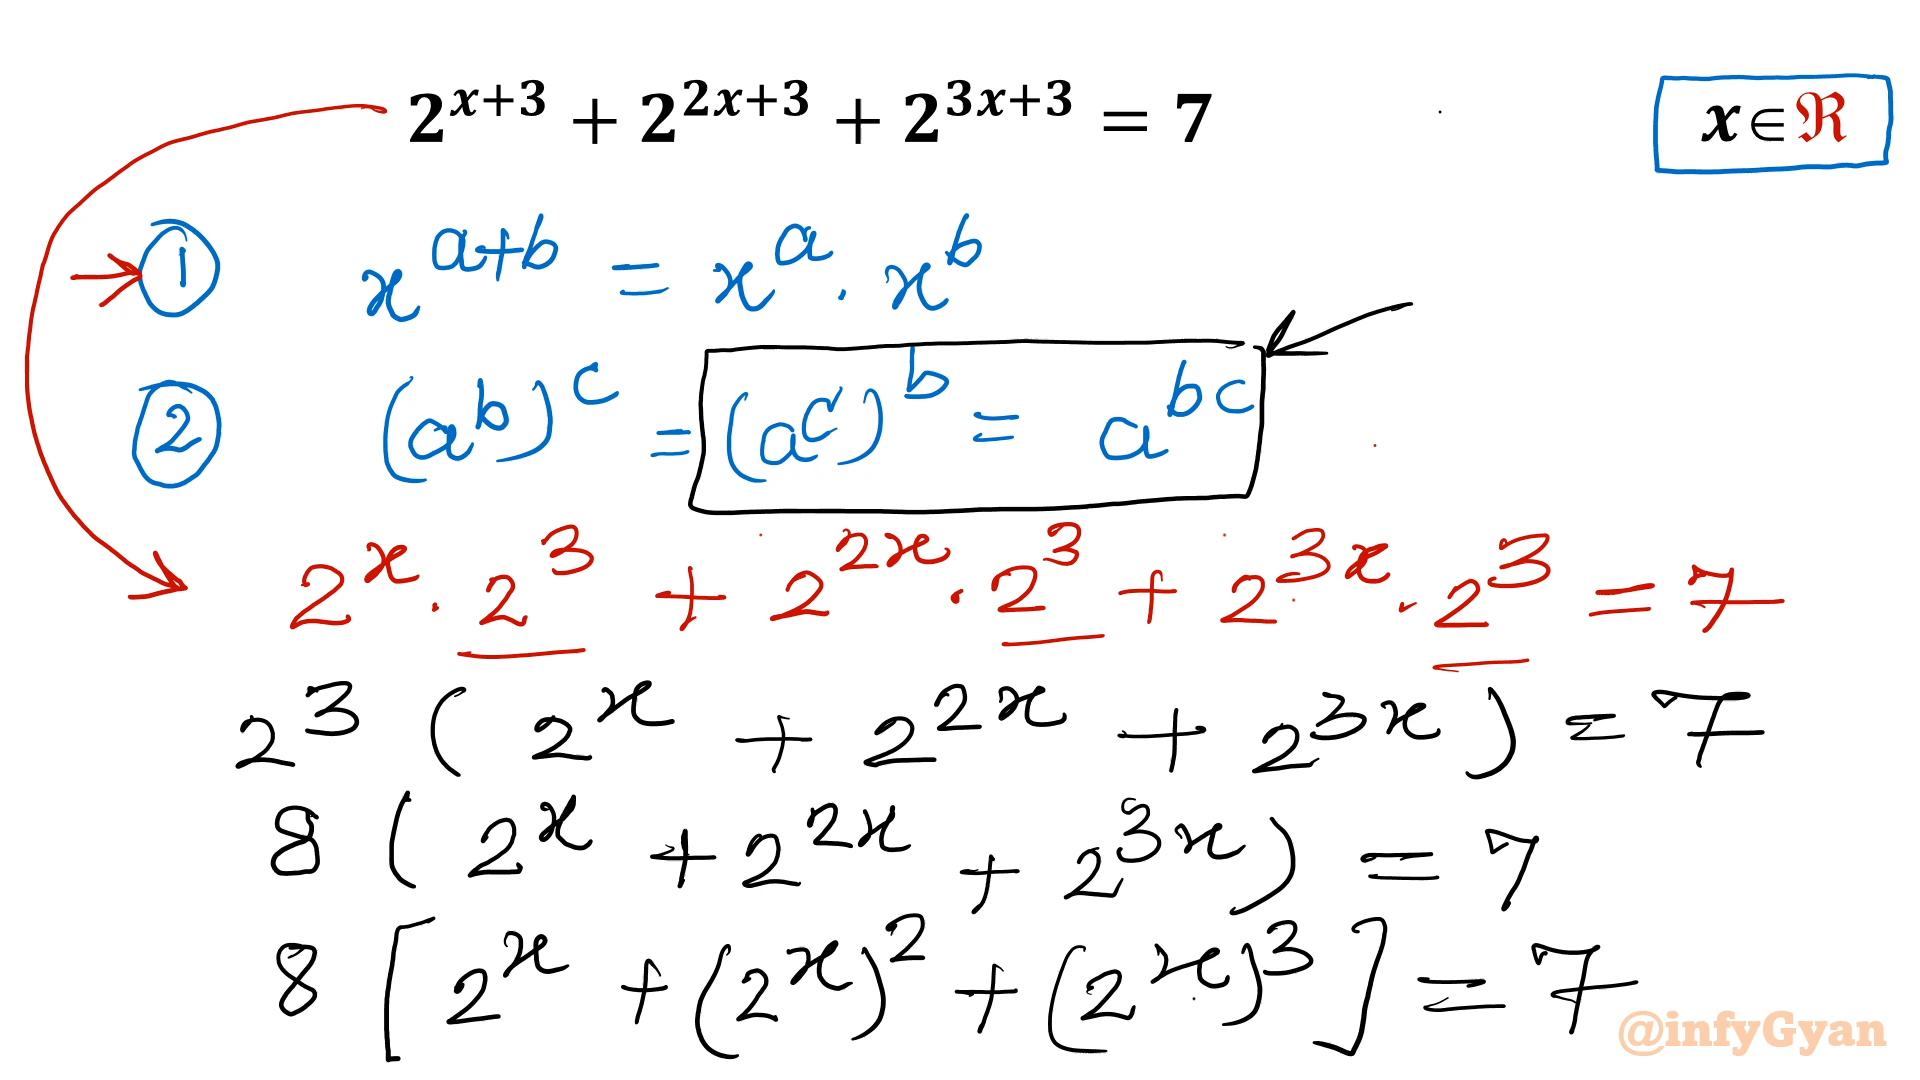 2^{x+3} + 2^{2x+3} + 2^{3x+3} = 7
x ∈ ℜ
① x^{a+b} = x^a . x^b
② (a^b)^c = (a^c)^b = a^{bc}
2^x . 2^3 + 2^{2x} . 2^3 + 2^{3x} . 2^3 = 7
2^3 ( 2^x + 2^{2x} + 2^{3x} ) = 7
8 ( 2^x + 2^{2x} + 2^{3x} ) = 7
8 [ 2^x + (2^x)^2 + (2^x)^3 ] = 7
@infyGyan